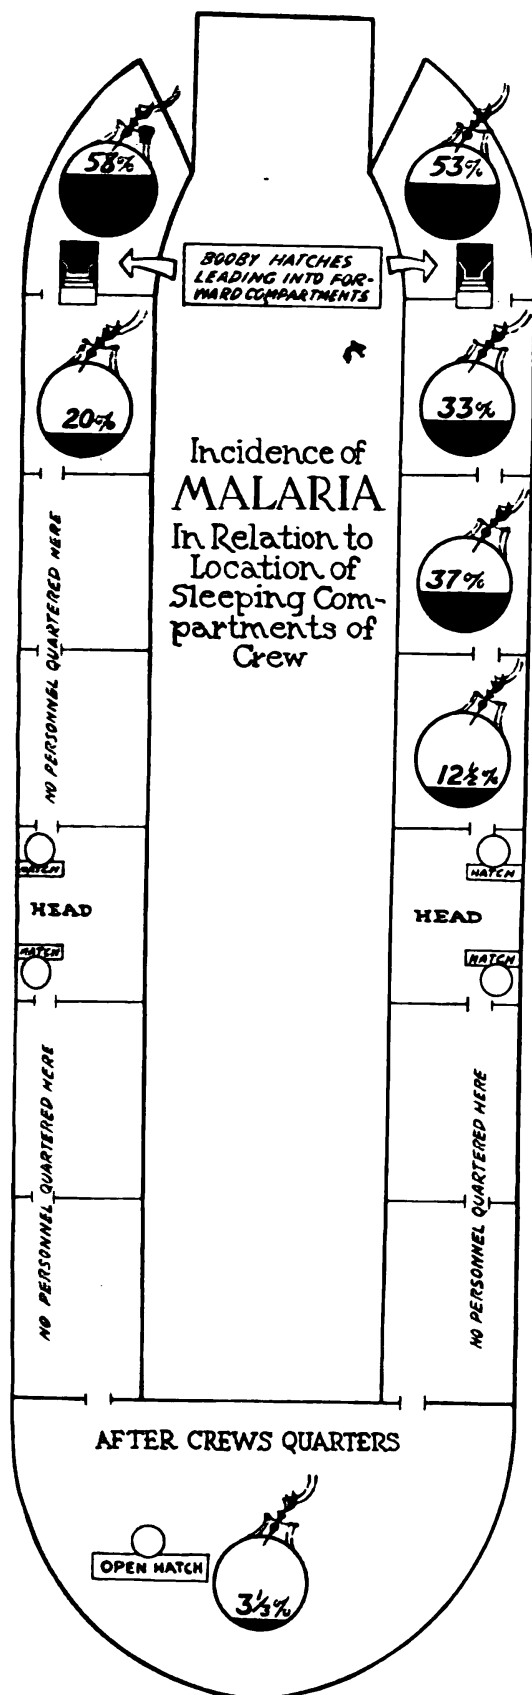 58%
53%
BOOBY HATCHES
LEADING INTO FOR-
WARD COMPARTMENTS
20%
33%
Incidence of
MALARIA
In Relation to
Location of
Sleeping Com-
partments of
Crew
37%
NO PERSONNEL QUARTERED HERE
12½%
HATCH
HATCH
HEAD
HEAD
HATCH
HATCH
NO PERSONNEL QUARTERED HERE
NO PERSONNEL QUARTERED HERE
AFTER CREWS QUARTERS
OPEN HATCH
3⅓%